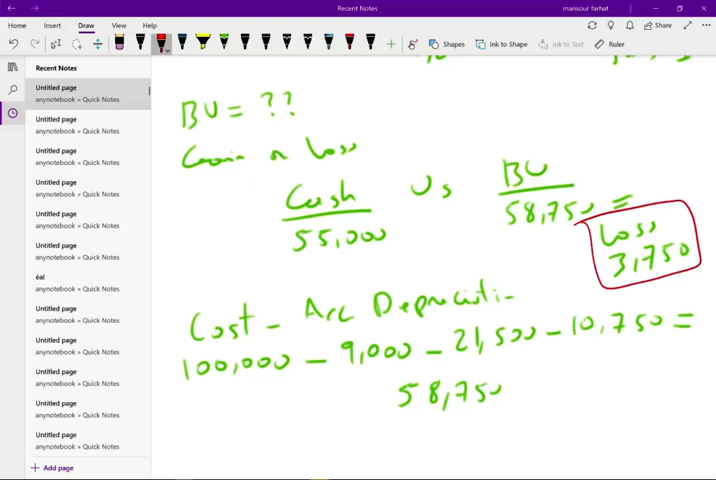 Recent Notes
mansour farhat
Home Insert Draw View Help
Share
Shapes
Ink to Shape
Ink to Text
Ruler
Recent Notes
Untitled page
anynotebook » Quick Notes
Untitled page
anynotebook » Quick Notes
Untitled page
anynotebook » Quick Notes
Untitled page
anynotebook » Quick Notes
Untitled page
anynotebook » Quick Notes
Untitled page
anynotebook » Quick Notes
èal
anynotebook » Quick Notes
Untitled page
anynotebook » Quick Notes
Untitled page
anynotebook » Quick Notes
Untitled page
anynotebook » Quick Notes
Untitled page
anynotebook » Quick Notes
Untitled page
anynotebook » Quick Notes
Add page
BV = ??
Gain or Loss
Cash Vs BV
55,000 58,750 =
Loss
3,750
Cost - Acc Depreciati-
100,000 - 9,000 - 21,500 - 10,750 =
58,750